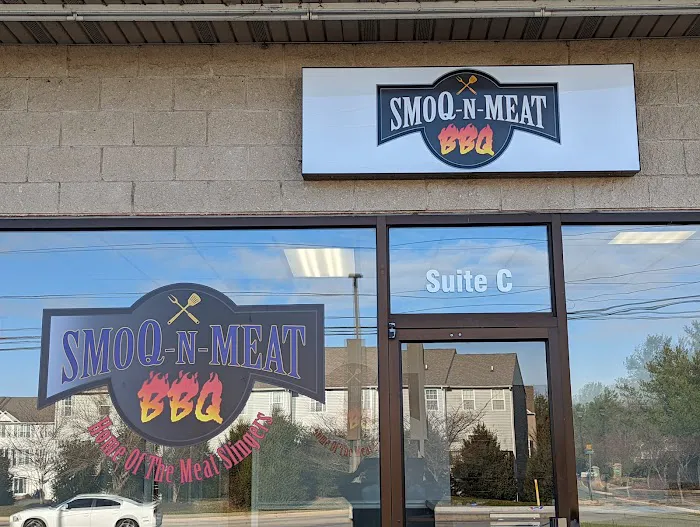 SMOQ-N-MEAT
BBQ
Suite C
SMOQ-N-MEAT
BBQ
Home Of The Meat Slingers